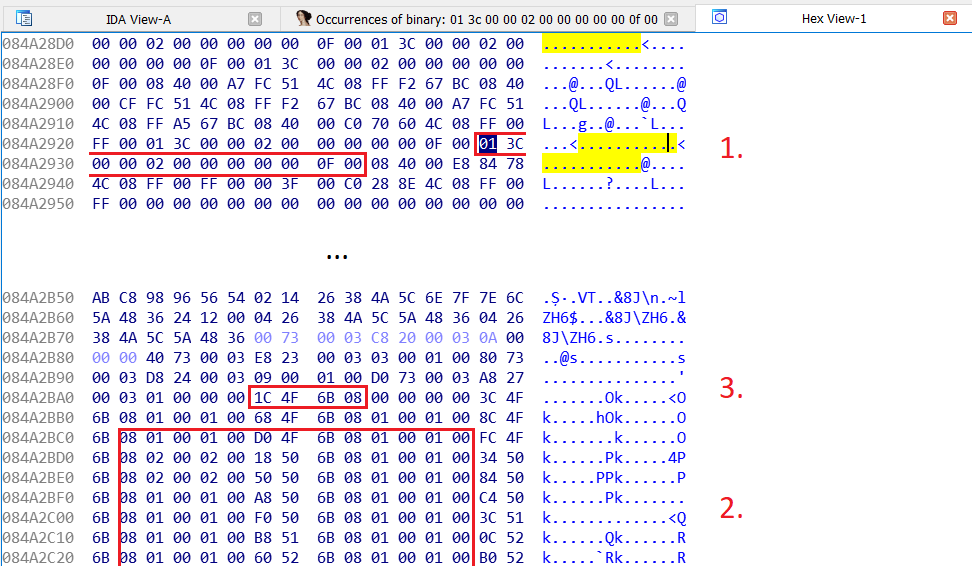 IDA View-A Occurrences of binary: 01 3c 00 00 02 00 00 00 00 00 0f 00 Hex View-1
084A28D0 00 00 02 00 00 00 00 00 0F 00 01 3C 00 00 02 00 ...........<....
084A28E0 00 00 00 00 0F 00 01 3C 00 00 02 00 00 00 00 00 .......<........
084A28F0 0F 00 08 40 00 A7 FC 51 4C 08 FF F2 67 BC 08 40 ...@...QL......@
084A2900 00 CF FC 51 4C 08 FF F2 67 BC 08 40 00 A7 FC 51 ...QL......@...Q
084A2910 4C 08 FF A5 67 BC 08 40 00 C0 70 60 4C 08 FF 00 L...g..@...`L...
084A2920 FF 00 01 3C 00 00 02 00 00 00 00 00 0F 00 01 3C ...<...........<
084A2930 00 00 02 00 00 00 00 00 0F 00 08 40 00 E8 84 78 ...........@....
084A2940 4C 08 FF 00 FF 00 00 3F 00 C0 28 8E 4C 08 FF 00 L......?....L...
084A2950 FF 00 00 00 00 00 00 00 00 00 00 00 00 00 00 00 ................
1.
...
084A2B50 AB C8 98 96 56 54 02 14 26 38 4A 5C 6E 7F 7E 6C .Ș.VT..&8J\n.~l
084A2B60 5A 48 36 24 12 00 04 26 38 4A 5C 5A 48 36 04 26 ZH6$...&8J\ZH6.&
084A2B70 38 4A 5C 5A 48 36 00 73 00 03 C8 20 00 03 0A 00 8J\ZH6.s........
084A2B80 00 00 40 73 00 03 E8 23 00 03 03 00 01 00 80 73 ..@s...........s
084A2B90 00 03 D8 24 00 03 09 00 01 00 D0 73 00 03 A8 27 ...............'
084A2BA0 00 03 01 00 00 00 1C 4F 6B 08 00 00 00 00 3C 4F .......Ok.....<O
084A2BB0 6B 08 01 00 01 00 68 4F 6B 08 01 00 01 00 8C 4F k.....hOk......O
084A2BC0 6B 08 01 00 01 00 D0 4F 6B 08 01 00 01 00 FC 4F k.......k......O
084A2BD0 6B 08 02 00 02 00 18 50 6B 08 01 00 01 00 34 50 k......Pk.....4P
084A2BE0 6B 08 02 00 02 00 50 50 6B 08 01 00 01 00 84 50 k.....PPk......P
084A2BF0 6B 08 01 00 01 00 A8 50 6B 08 01 00 01 00 C4 50 k......Pk.......
084A2C00 6B 08 01 00 01 00 F0 50 6B 08 01 00 01 00 3C 51 k.............<Q
084A2C10 6B 08 01 00 01 00 B8 51 6B 08 01 00 01 00 0C 52 k......Qk......R
084A2C20 6B 08 01 00 01 00 60 52 6B 08 01 00 01 00 B0 52 k.....`Rk......R
3.
2.